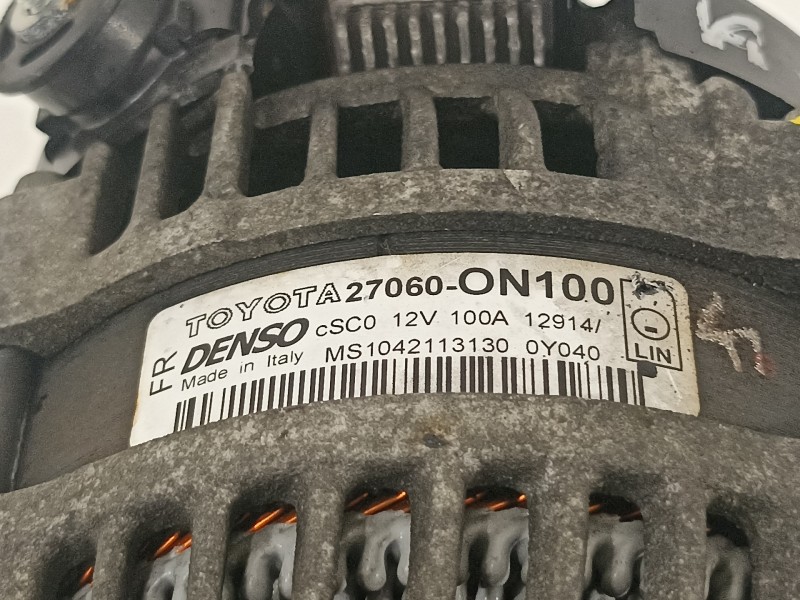 TOYOTA 27060-0N100
FR DENSO cSC0 12V 100A 12914/
Made in Italy MS1042113130 0Y040
LIN